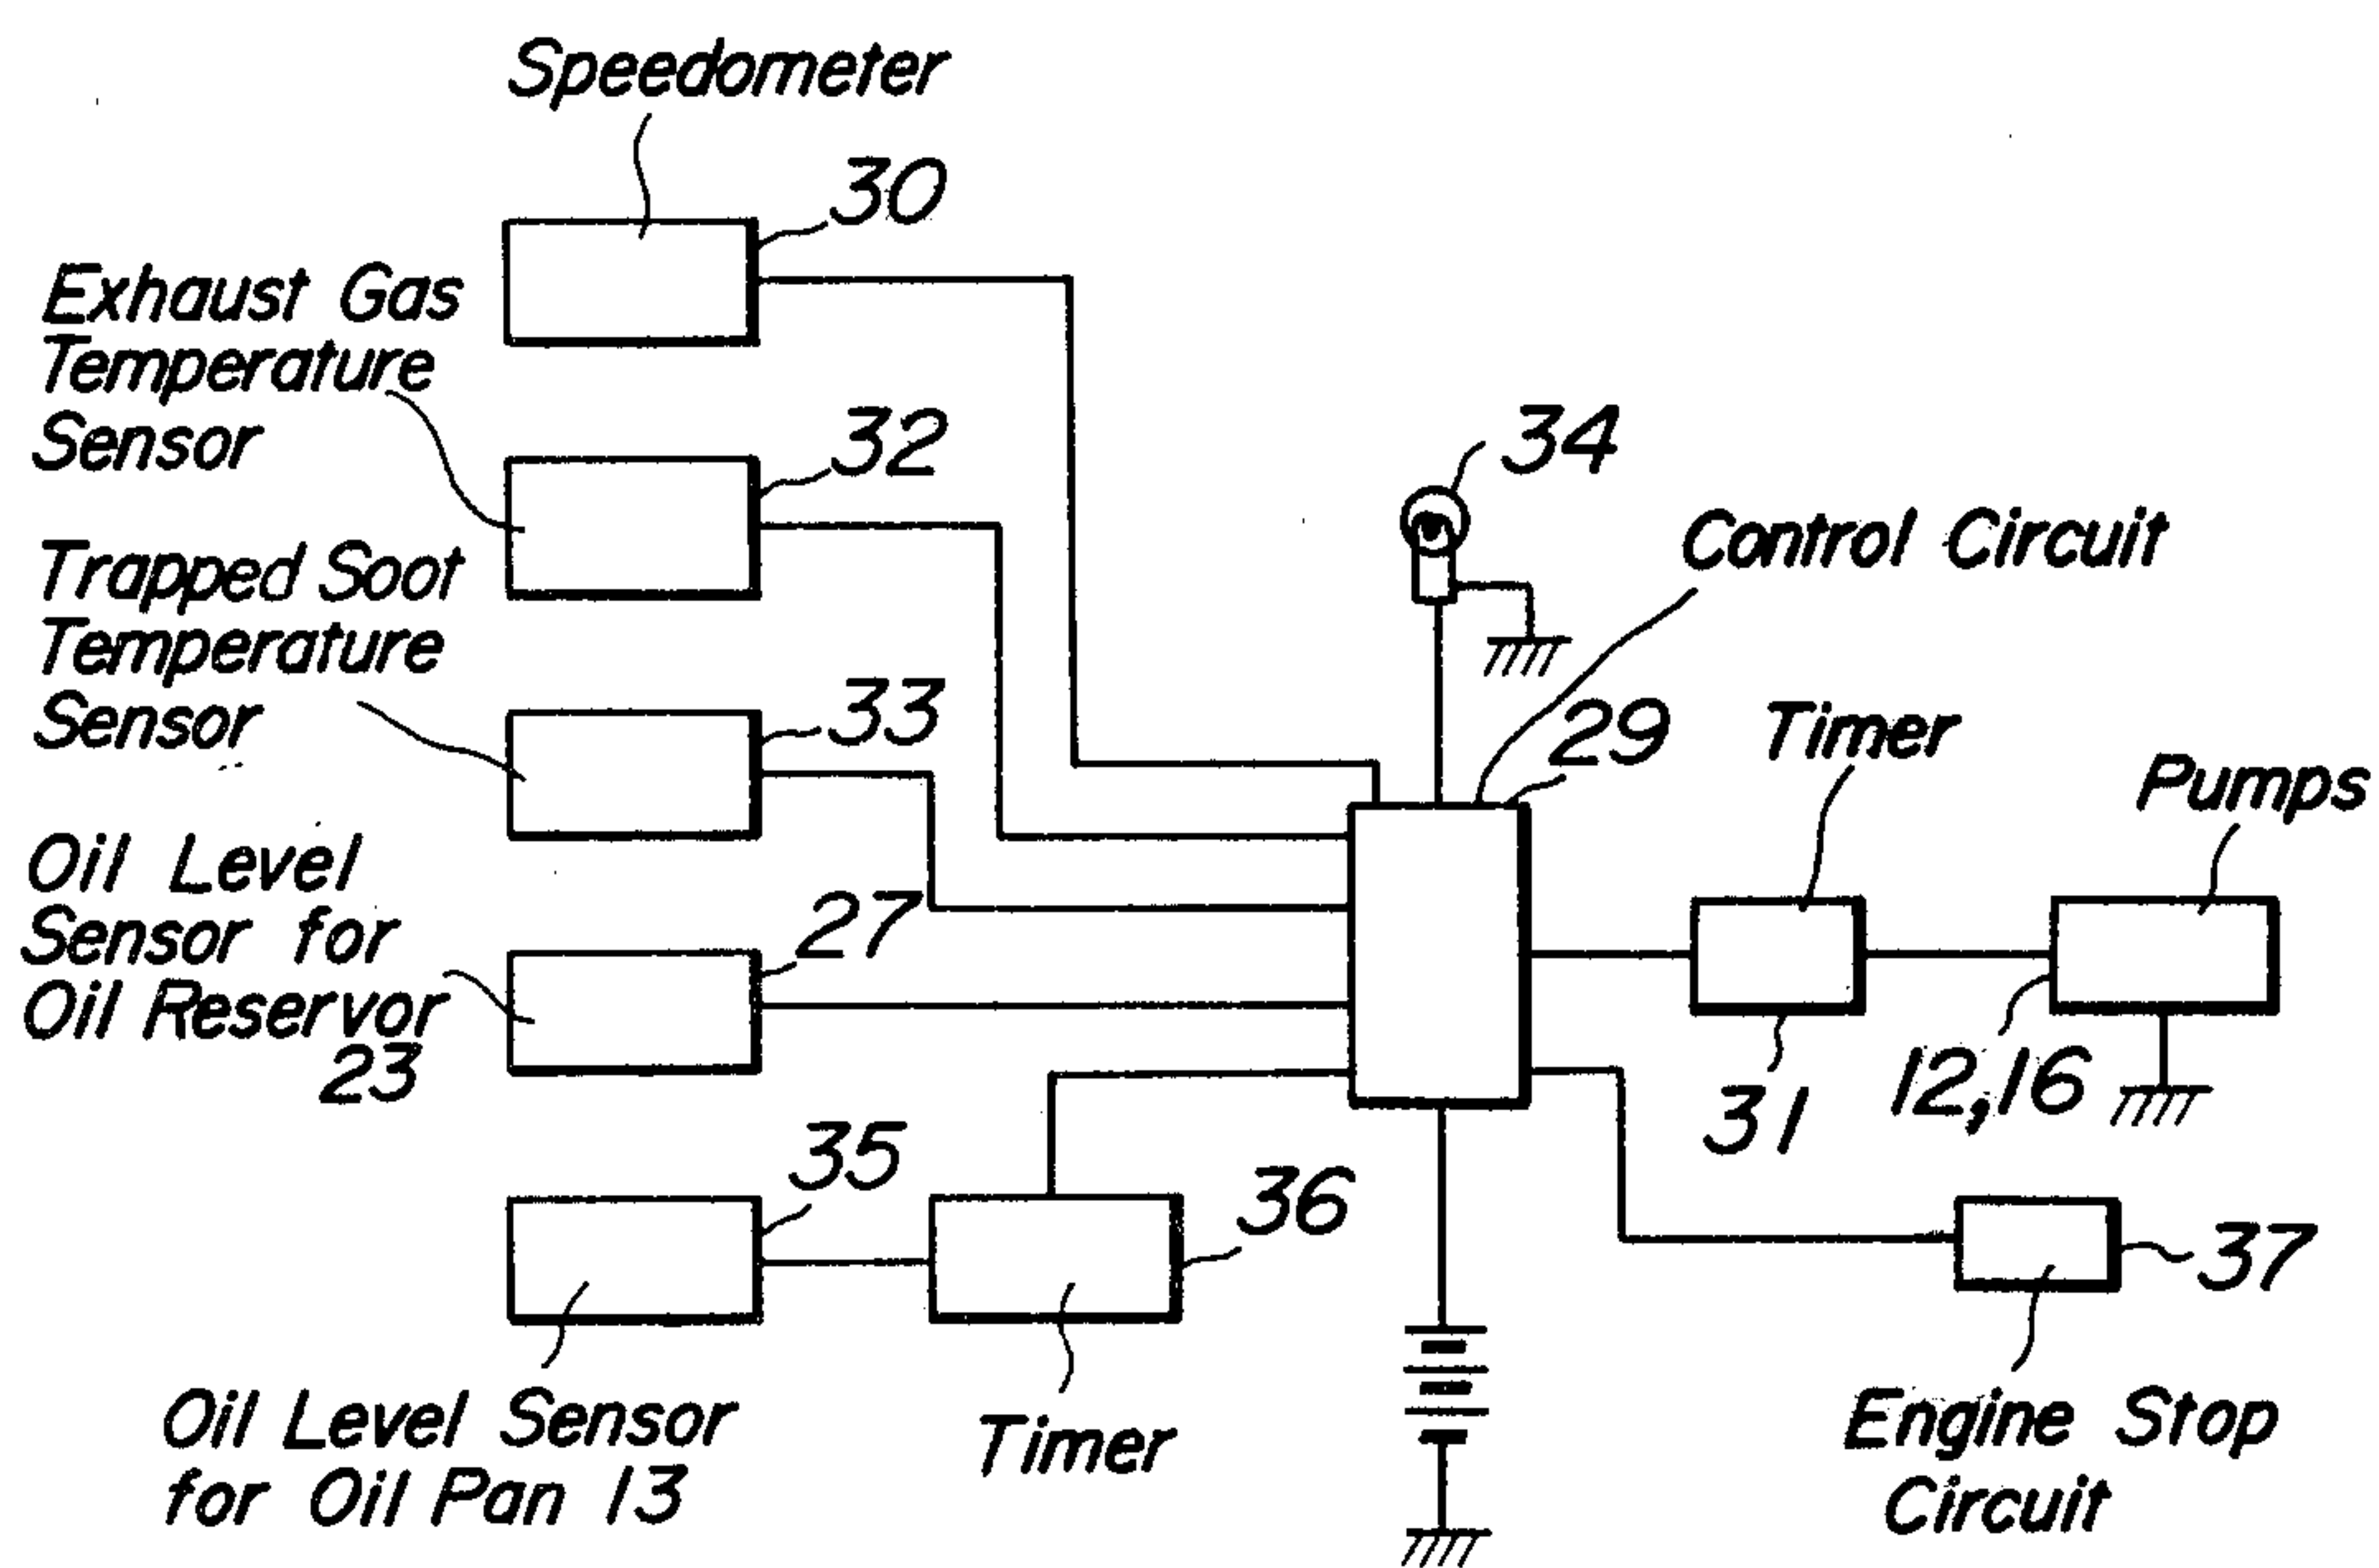 Speedometer
30
Exhaust Gas
Temperature
Sensor
32
34
Control Circuit
Trapped Soot
Temperature
Sensor
33
29
Timer
Pumps
Oil Level
Sensor for
Oil Reservor
23
27
31
12,16
35
36
37
Oil Level Sensor
for Oil Pan 13
Timer
Engine Stop
Circuit